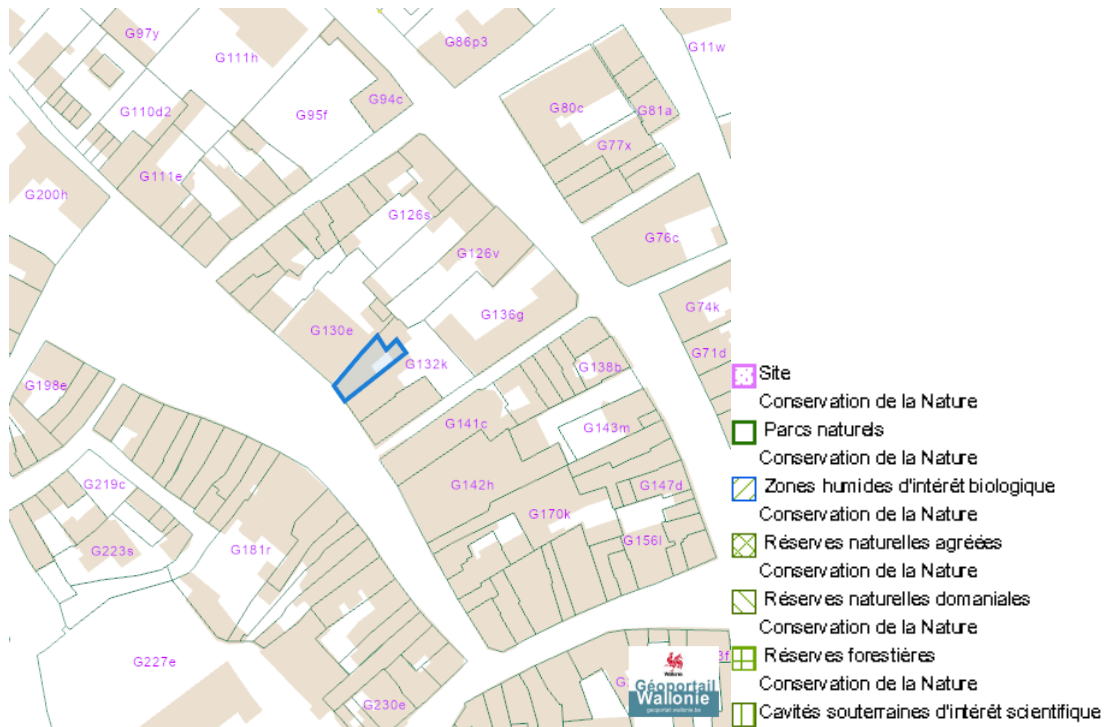 G97y
G111h
G86p3
G11w
G94c
G110d2
G95f
G80c
G81a
G77x
G111e
G200h
G126s
G76c
G126v
G74k
G136g
G130e
G71d
G132k
G138b
G198e
G141c
G143m
G219c
G142h
G147d
G170k
G223s
G181r
G156l
G227e
G230e
Wallonie
Géoportail
Wallonie
geoportail.wallonie.be
Site
Conservation de la Nature
Parcs naturels
Conservation de la Nature
Zones humides d'intérêt biologique
Conservation de la Nature
Réserves naturelles agréées
Conservation de la Nature
Réserves naturelles domaniales
Conservation de la Nature
Réserves forestières
Conservation de la Nature
Cavités souterraines d'intérêt scientifique